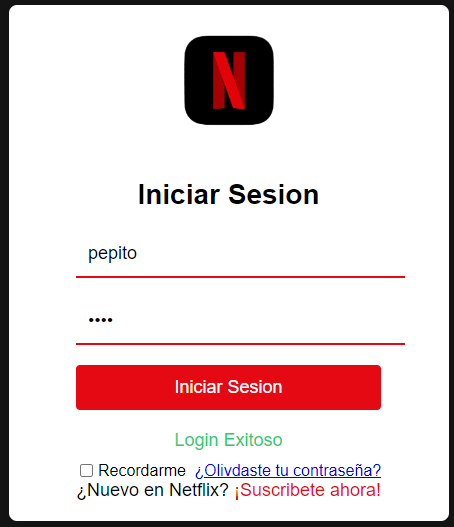 N
Iniciar Sesion
pepito
••••
Iniciar Sesion
Login Exitoso
Recordarme ¿Olivdaste tu contraseña?
¿Nuevo en Netflix? ¡Suscribete ahora!